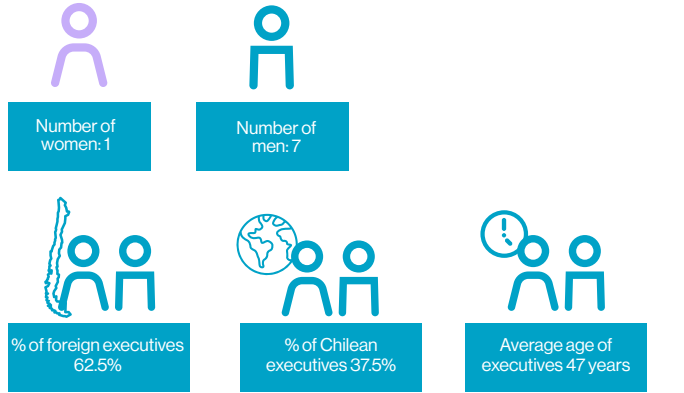 Number of
women: 1
Number of
men: 7
% of foreign executives
62.5%
% of Chilean
executives 37.5%
Average age of
executives 47 years